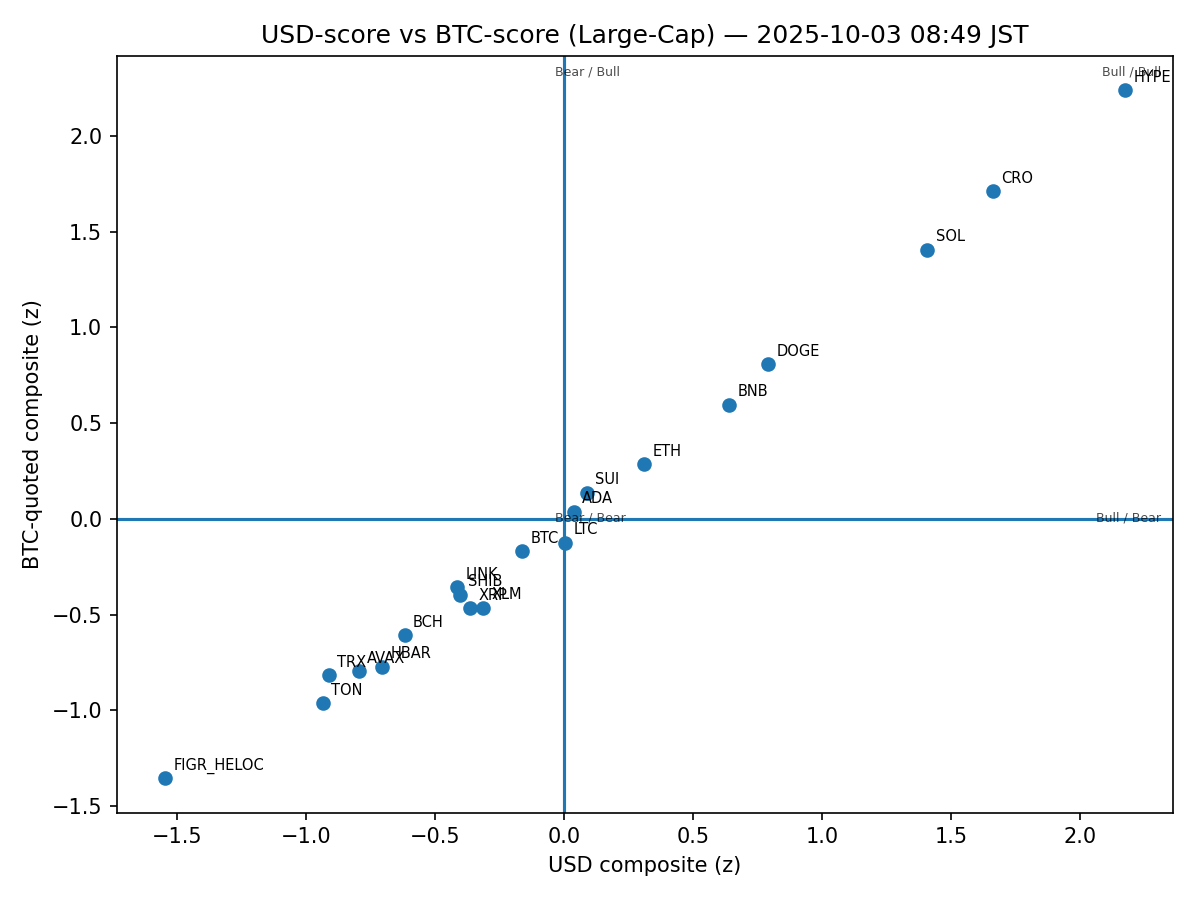 USD-score vs BTC-score (Large-Cap) — 2025-10-03 08:49 JST
Bear / Bull
Bull / Bull
HYPE
CRO
SOL
DOGE
BNB
ETH
SUI
ADA
Bear / Bear
Bull / Bear
LTC
BTC
LINK
SHIB
XRP
XLM
BCH
HBAR
AVAX
TRX
TON
FIGR_HELOC
2.0
1.5
1.0
0.5
0.0
−0.5
−1.0
−1.5
BTC-quoted composite (z)
−1.5
−1.0
−0.5
0.0
0.5
1.0
1.5
2.0
USD composite (z)